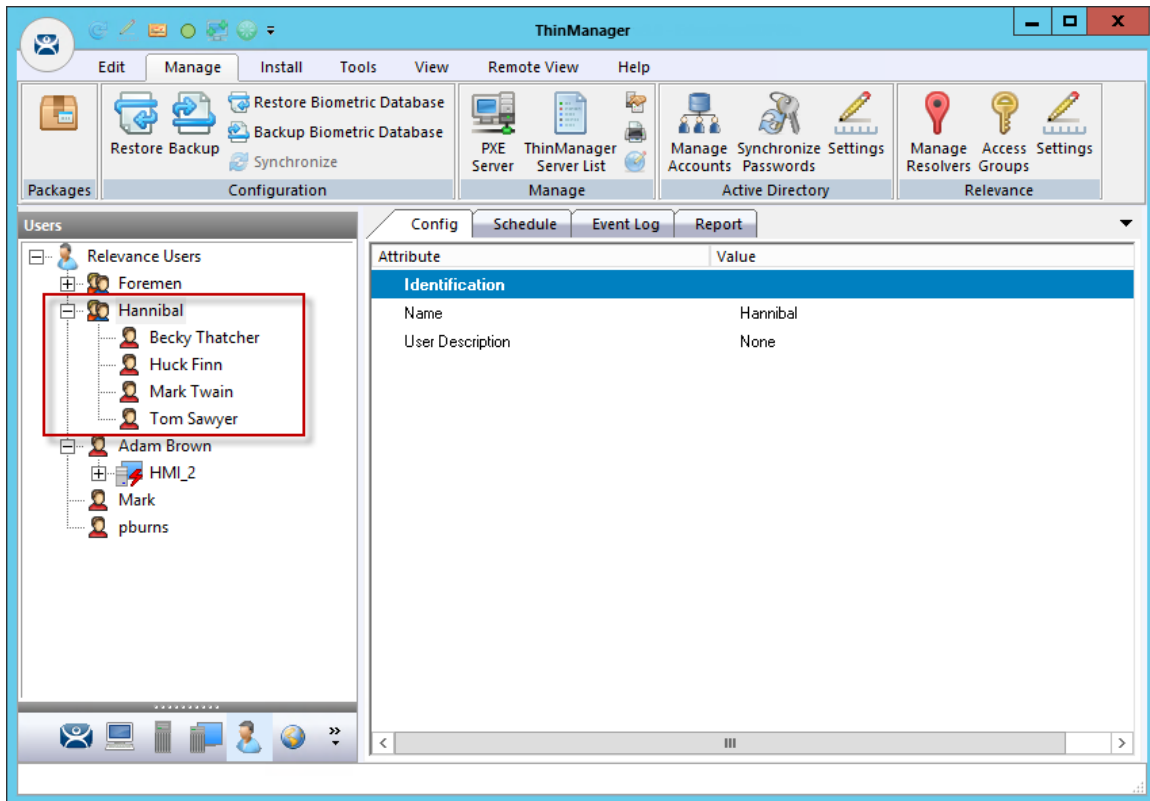 ThinManager
Edit Manage Install Tools View Remote View Help
Restore Biometric Database
Backup Biometric Database
Synchronize
Restore Backup
PXE Server
ThinManager Server List
Manage Accounts
Synchronize Passwords
Settings
Manage Resolvers
Access Groups
Settings
Packages Configuration Manage Active Directory Relevance
Users
Relevance Users
Foremen
Hannibal
Becky Thatcher
Huck Finn
Mark Twain
Tom Sawyer
Adam Brown
HMI_2
Mark
pburns
Config Schedule Event Log Report
Attribute Value
Identification
Name Hannibal
User Description None